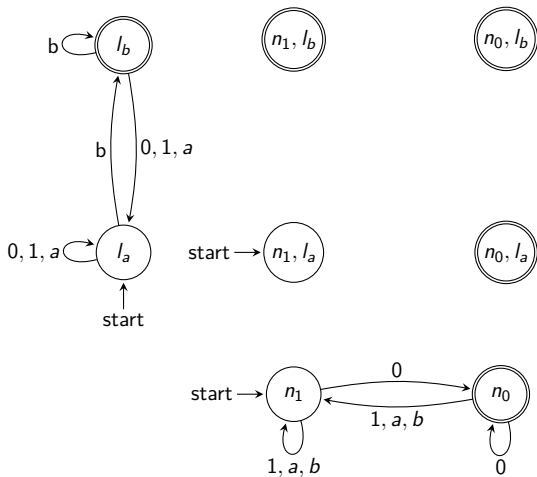 b
l_b
n_1, l_b
n_0, l_b
b
0, 1, a
0, 1, a
l_a
start
n_1, l_a
n_0, l_a
start
start
n_1
0
n_0
1, a, b
1, a, b
0